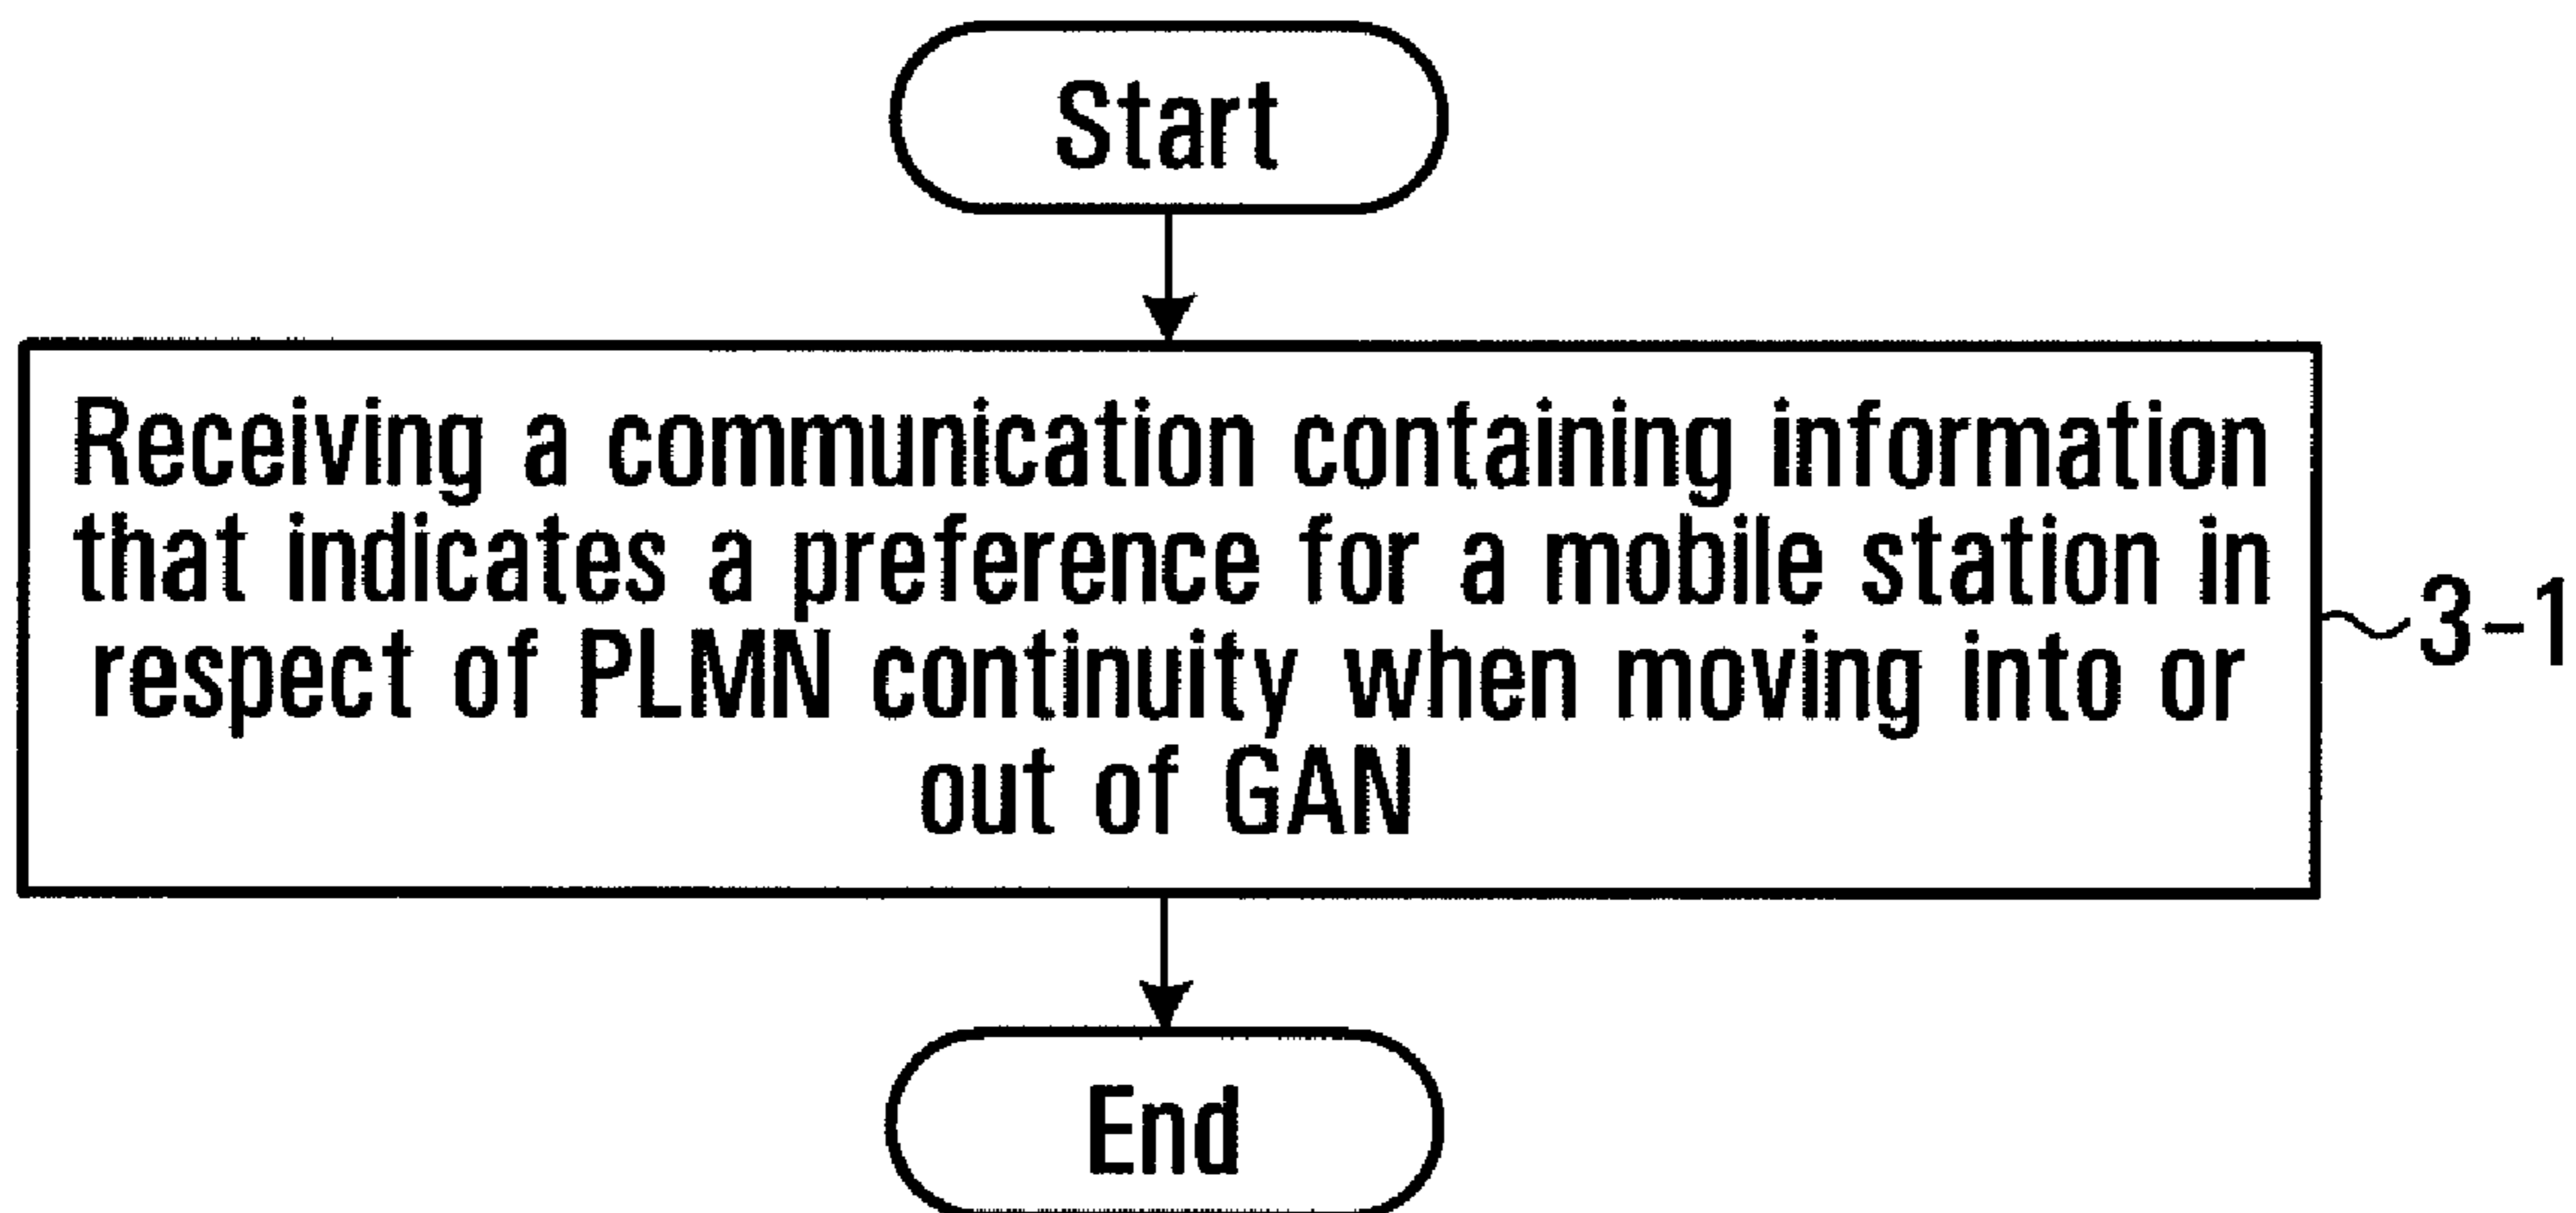 Start
Receiving a communication containing information
that indicates a preference for a mobile station in
respect of PLMN continuity when moving into or
out of GAN
3-1
End